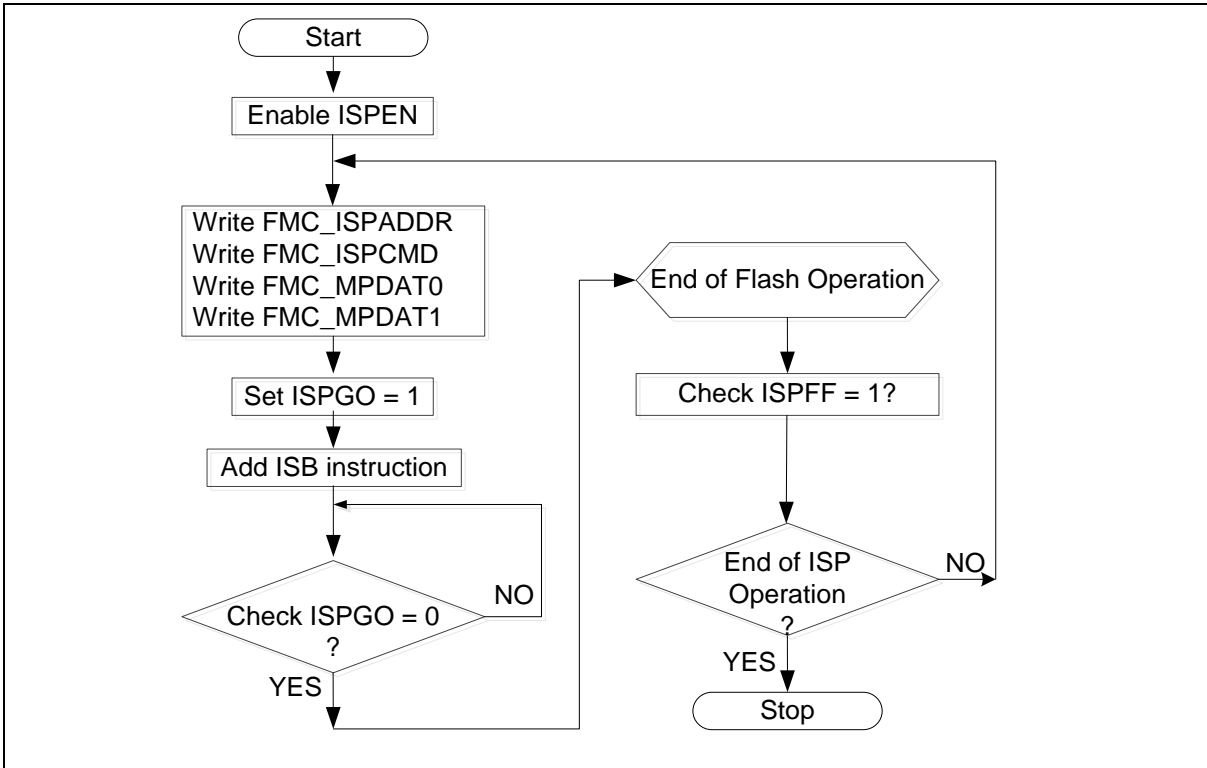 Start
Enable ISPEN
Write FMC_ISPADDR
Write FMC_ISPCMD
Write FMC_MPDAT0
Write FMC_MPDAT1
Set ISPGO = 1
Add ISB instruction
Check ISPGO = 0
?
NO
YES
End of Flash Operation
Check ISPFF = 1?
End of ISP
Operation
?
NO
YES
Stop